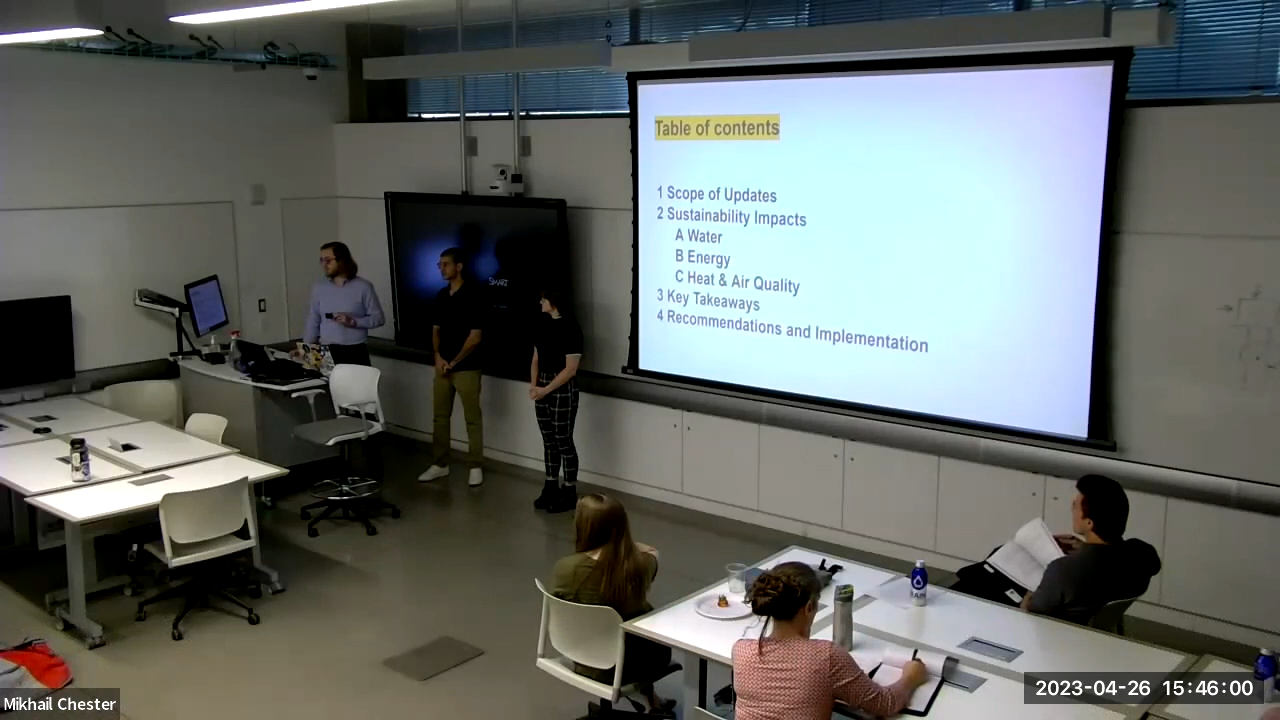 Table of contents
1 Scope of Updates
2 Sustainability Impacts
A Water
B Energy
C Heat & Air Quality
3 Key Takeaways
4 Recommendations and Implementation
SMART
Mikhail Chester
2023-04-26 15:46:00